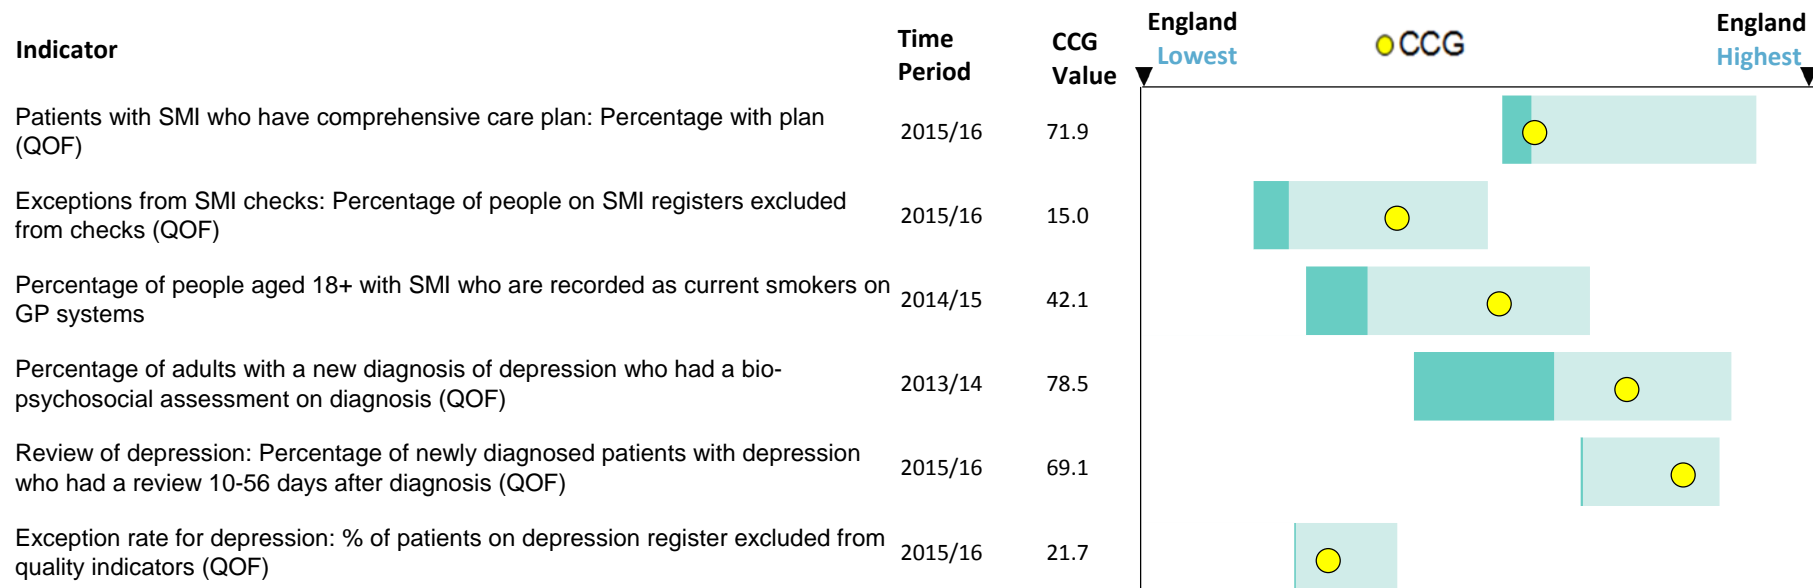 Indicator
Time Period
CCG Value
England Lowest
CCG
England Highest
Patients with SMI who have comprehensive care plan: Percentage with plan
(QOF)
2015/16 71.9
Exceptions from SMI checks: Percentage of people on SMI registers excluded
from checks (QOF)
2015/16 15.0
Percentage of people aged 18+ with SMI who are recorded as current smokers on
GP systems
2014/15 42.1
Percentage of adults with a new diagnosis of depression who had a bio-
psychosocial assessment on diagnosis (QOF)
2013/14 78.5
Review of depression: Percentage of newly diagnosed patients with depression
who had a review 10-56 days after diagnosis (QOF)
2015/16 69.1
Exception rate for depression: % of patients on depression register excluded from
quality indicators (QOF)
2015/16 21.7